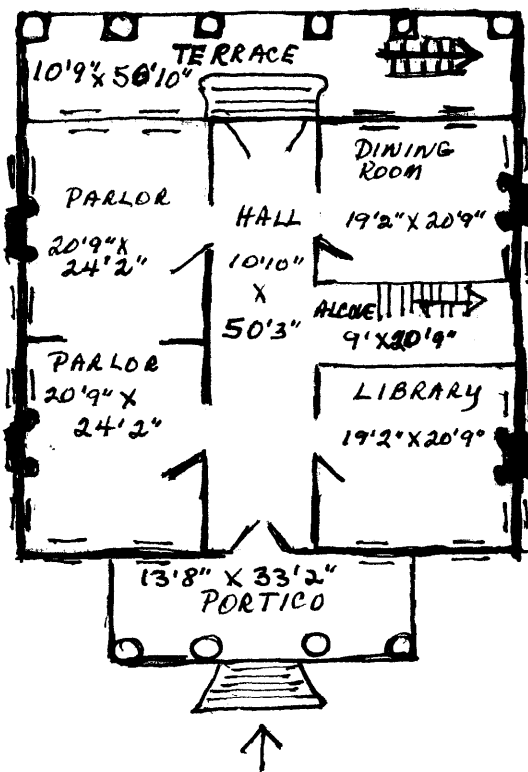 TERRACE
10'9" X 56'10"
PARLOR
20'9" X
24'2"
HALL
10'10"
X
50'3"
DINING
ROOM
19'2" X 20'9"
ALCOVE
9' X 20'9"
PARLOR
20'9" X
24'2"
LIBRARY
19'2" X 20'9"
13'8" X 33'2"
PORTICO